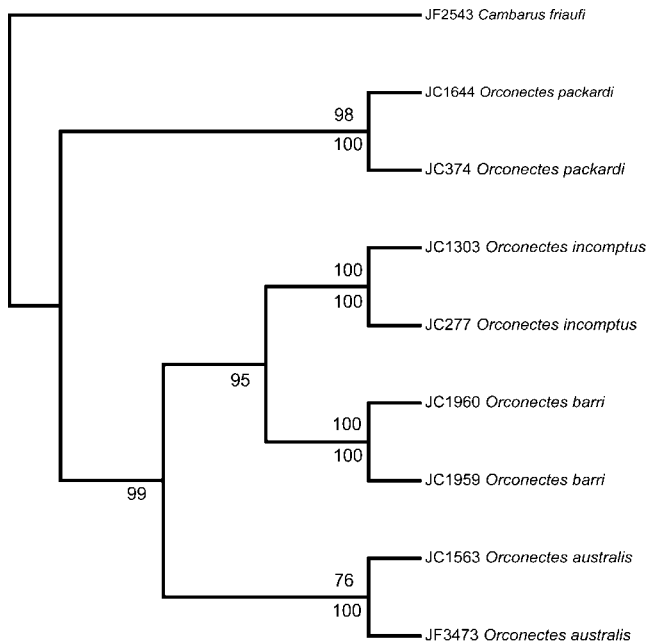 JF2543 Cambarus friaufi
JC1644 Orconectes packardi
98
100
JC374 Orconectes packardi
JC1303 Orconectes incomptus
100
100
JC277 Orconectes incomptus
95
JC1960 Orconectes barri
100
100
JC1959 Orconectes barri
99
JC1563 Orconectes australis
76
100
JF3473 Orconectes australis